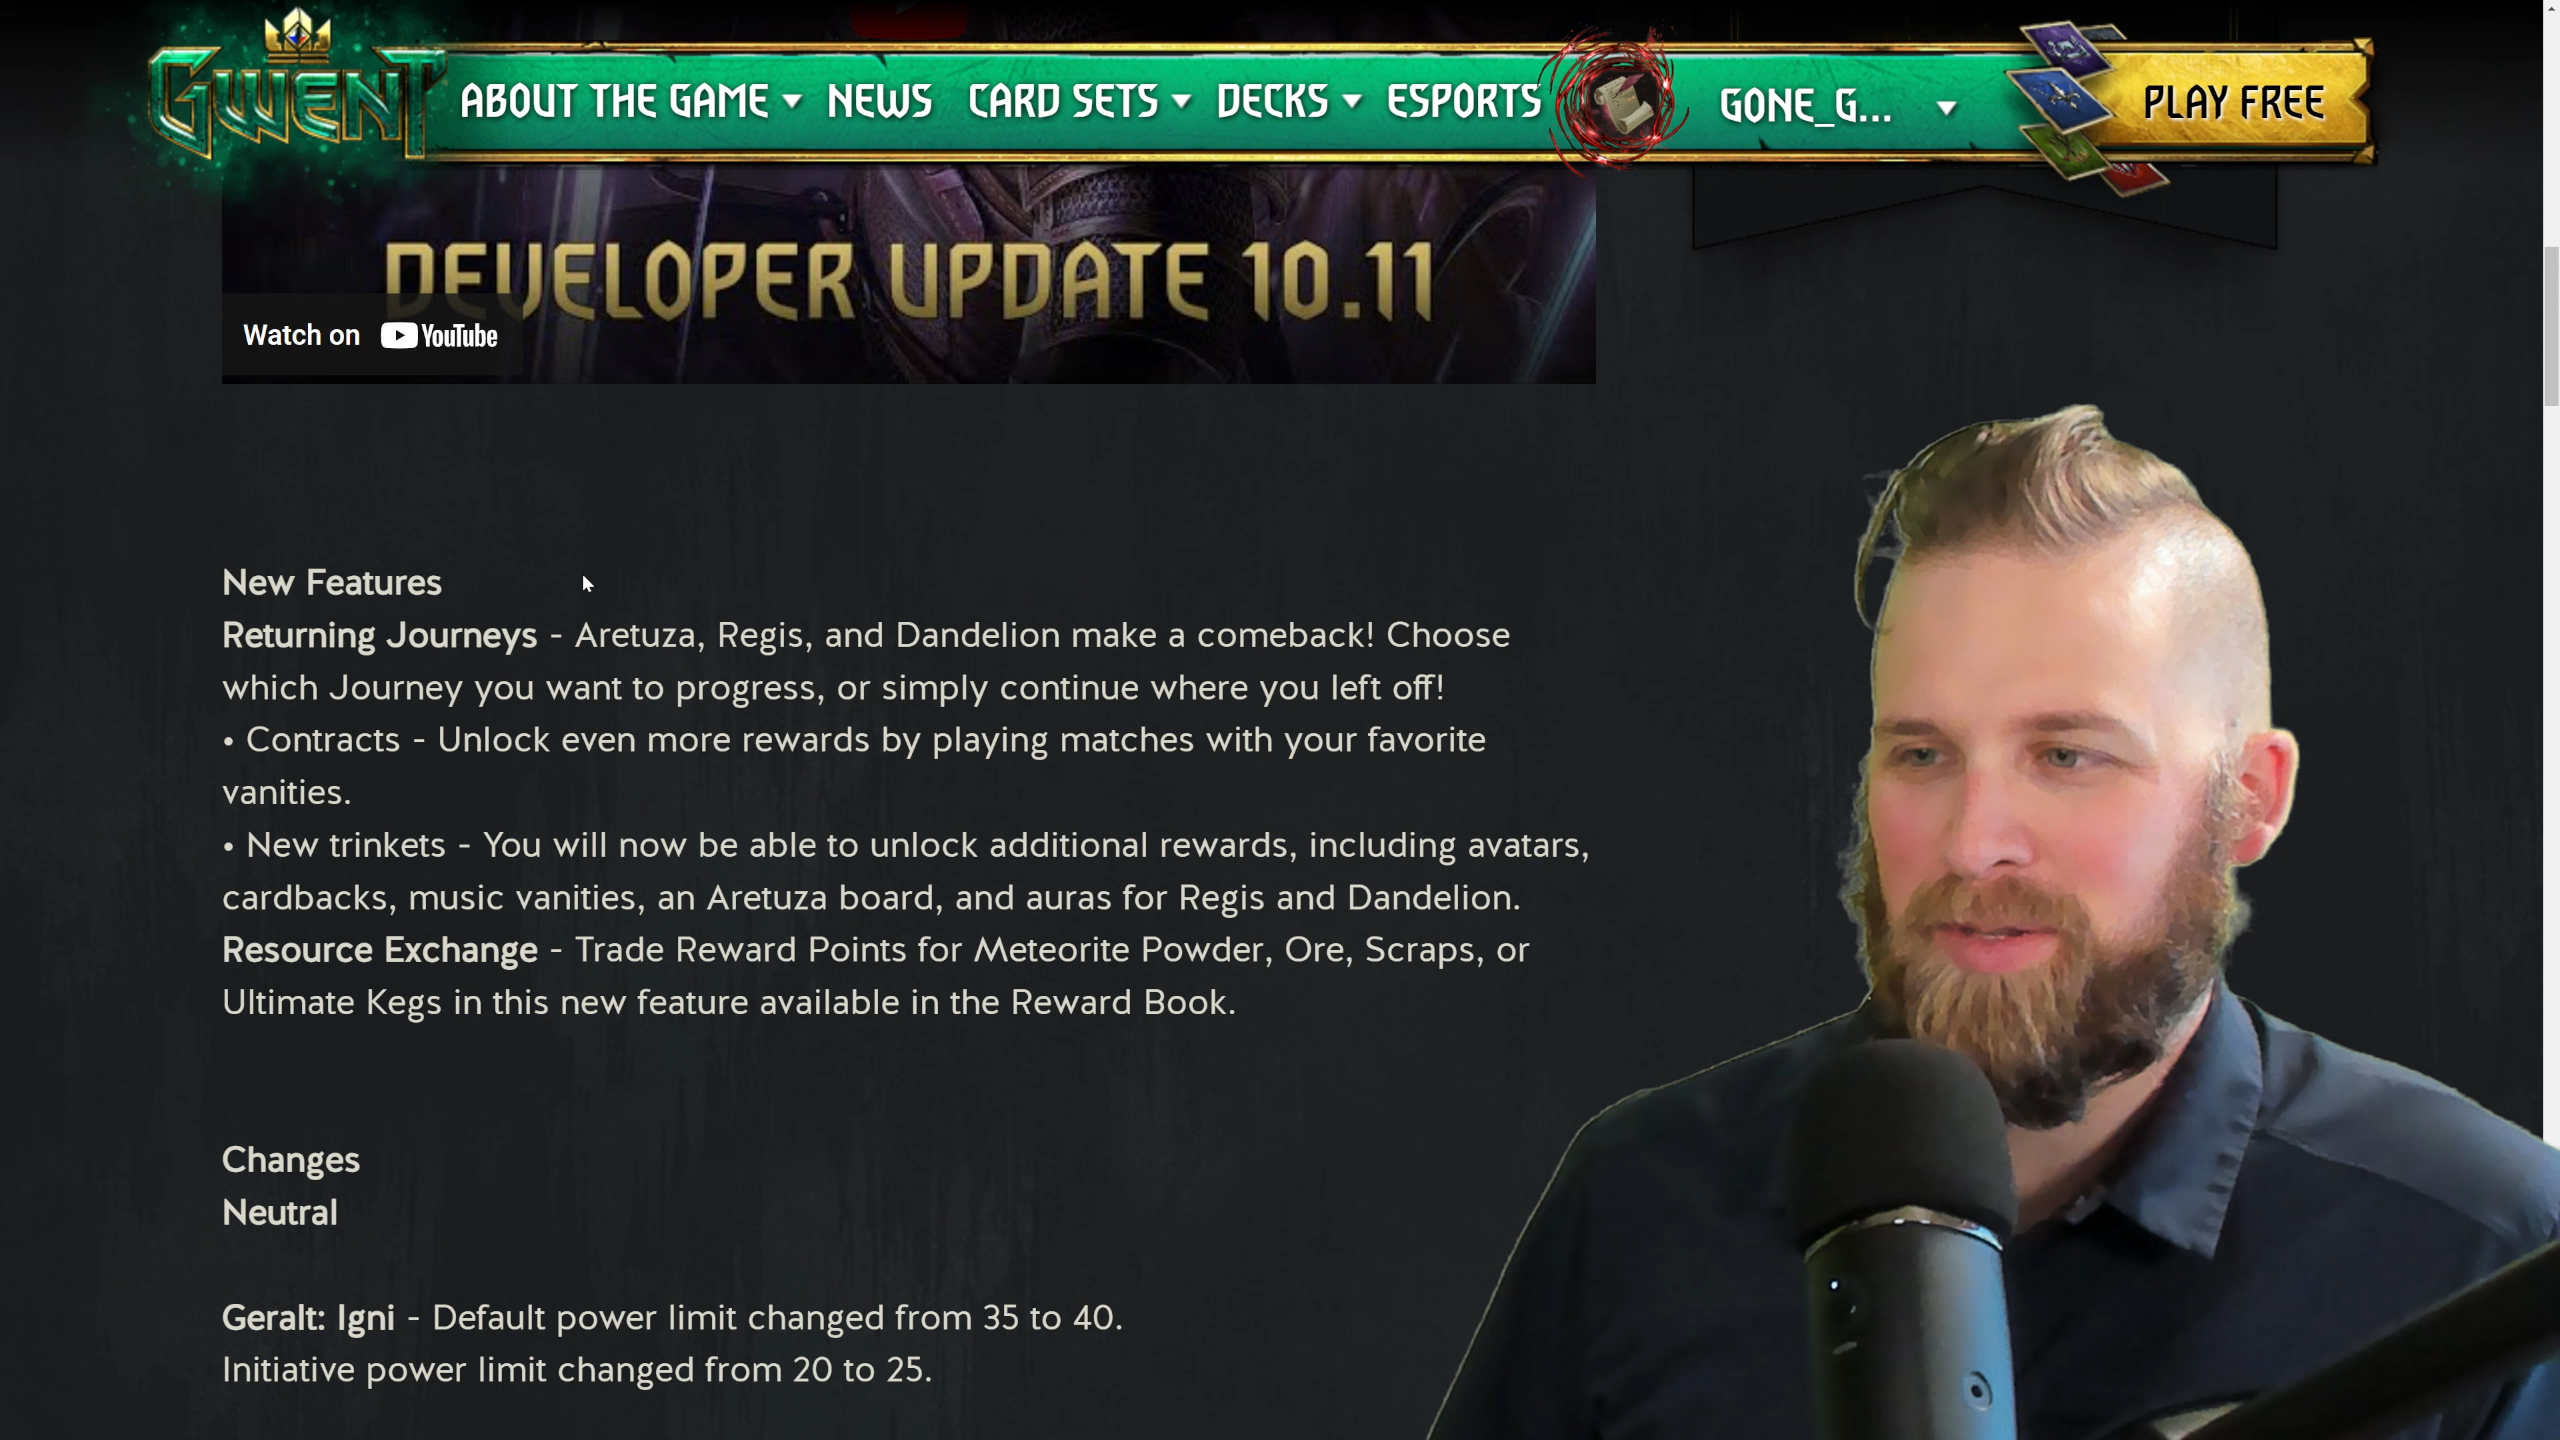 GWENT
ABOUT THE GAME NEWS CARD SETS DECKS ESPORTS GONE_G... PLAY FREE
DEVELOPER UPDATE 10.11
Watch on YouTube
New Features
Returning Journeys - Aretuza, Regis, and Dandelion make a comeback! Choose
which Journey you want to progress, or simply continue where you left off!
• Contracts - Unlock even more rewards by playing matches with your favorite
vanities.
• New trinkets - You will now be able to unlock additional rewards, including avatars,
cardbacks, music vanities, an Aretuza board, and auras for Regis and Dandelion.
Resource Exchange - Trade Reward Points for Meteorite Powder, Ore, Scraps, or
Ultimate Kegs in this new feature available in the Reward Book.
Changes
Neutral
Geralt: Igni - Default power limit changed from 35 to 40.
Initiative power limit changed from 20 to 25.